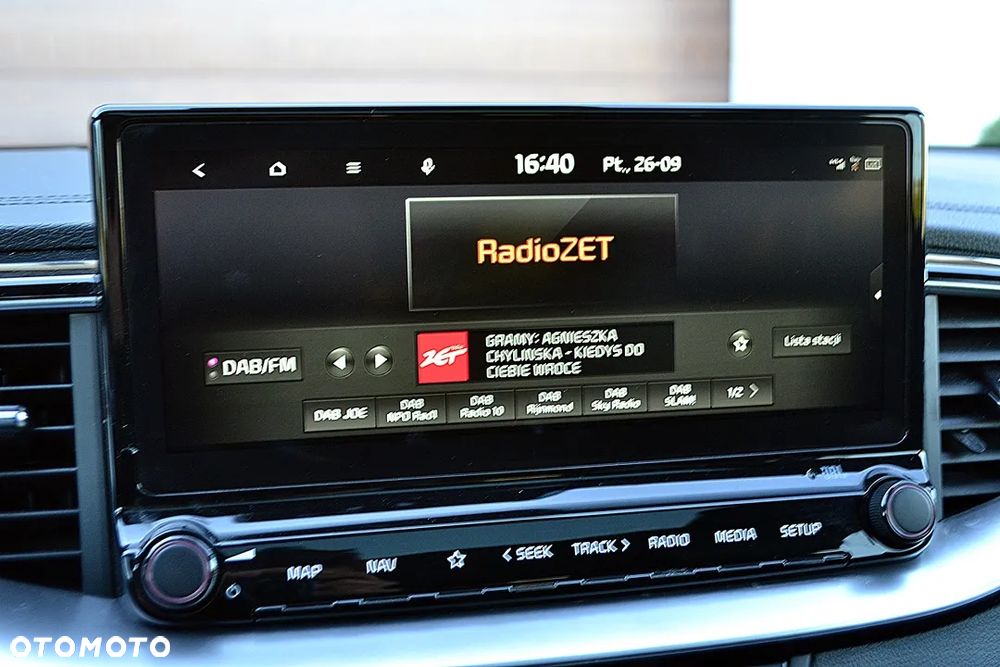 16:40 Pt., 26-09
RadioZET
DAB/FM
ZET
GRAMY: AGNIESZKA
CHYLINSKA - KIEDYS DO
CIEBIE WROCE
Lista stacji
DAB JOE
DAB
NPO Rad1
DAB
Radio 10
DAB
Rijnmond
DAB
Sky Radio
DAB
SLAM!
1/2 >
MAP NAV < SEEK TRACK > RADIO MEDIA SETUP
OTOMOTO